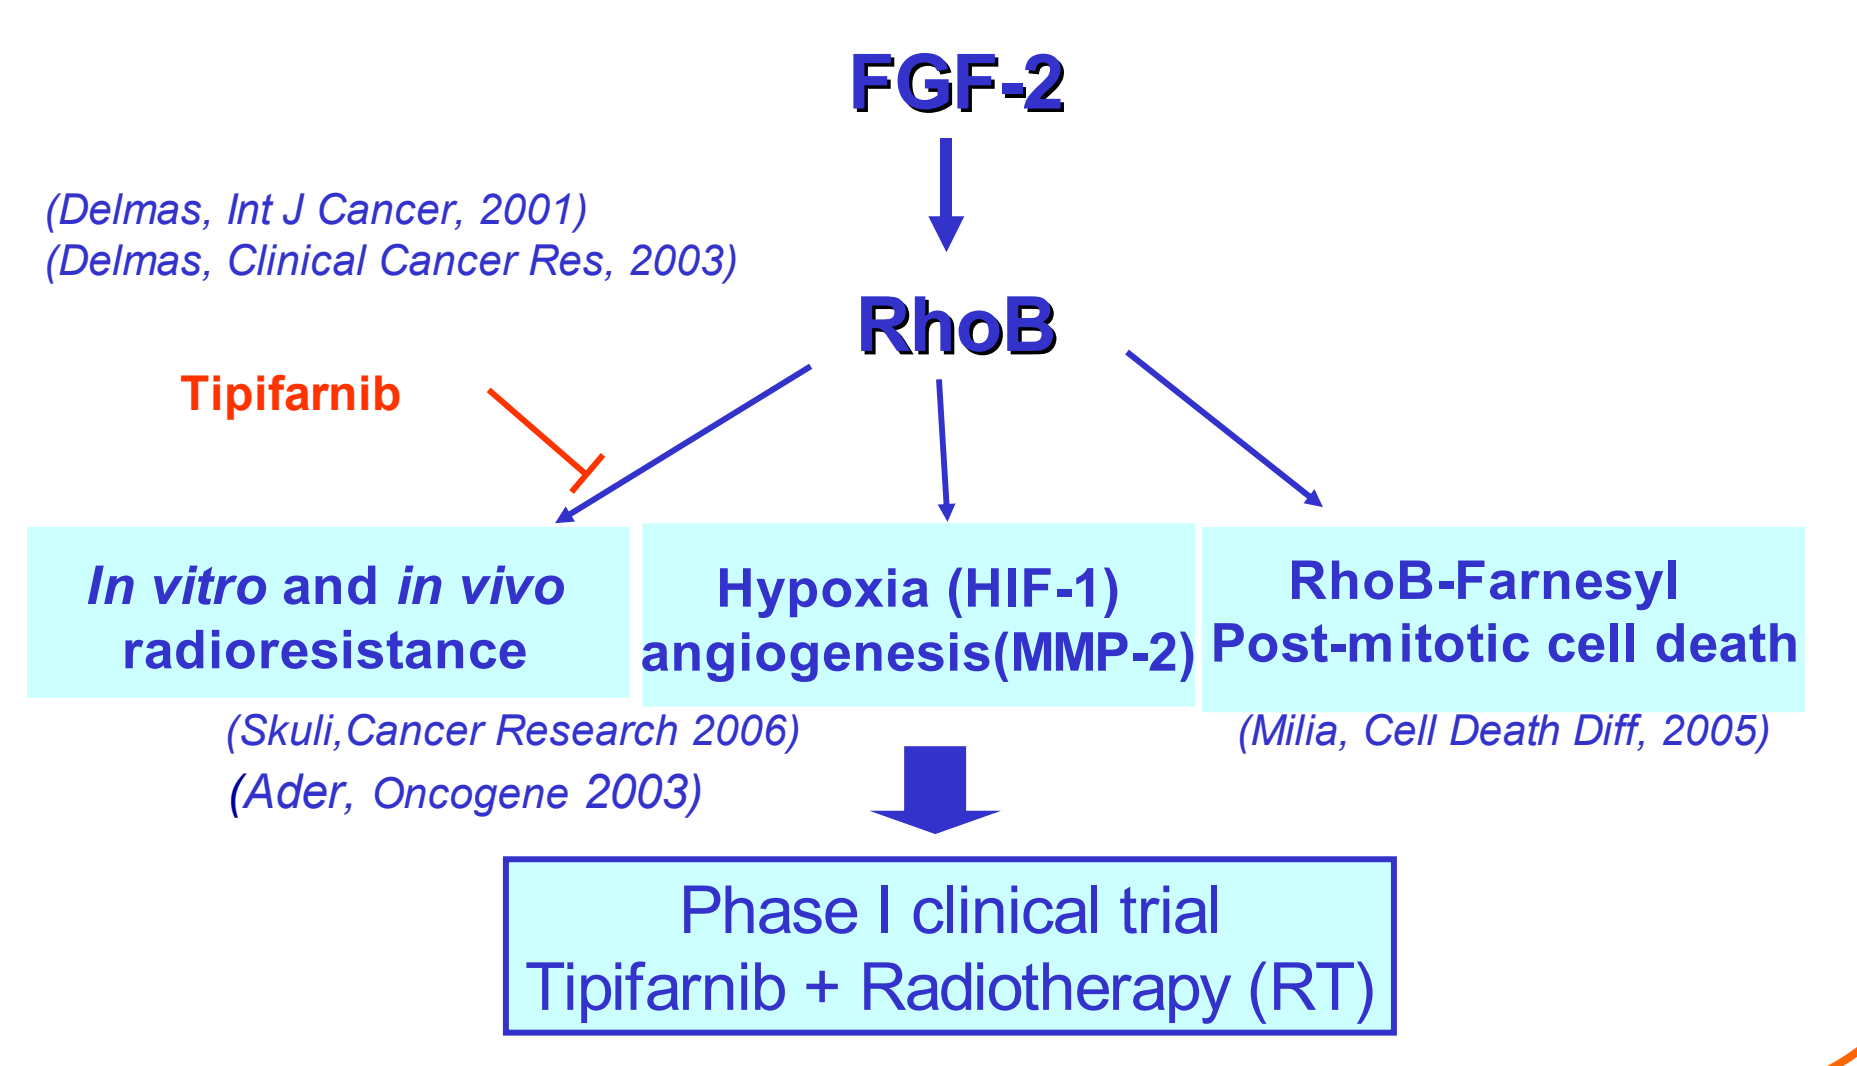 FGF-2
(Delmas, Int J Cancer, 2001)
(Delmas, Clinical Cancer Res, 2003)
RhoB
Tipifarnib
In vitro and in vivo
radioresistance
Hypoxia (HIF-1)
angiogenesis(MMP-2)
RhoB-Farnesyl
Post-mitotic cell death
(Skuli,Cancer Research 2006)
(Ader, Oncogene 2003)
(Milia, Cell Death Diff, 2005)
Phase I clinical trial
Tipifarnib + Radiotherapy (RT)